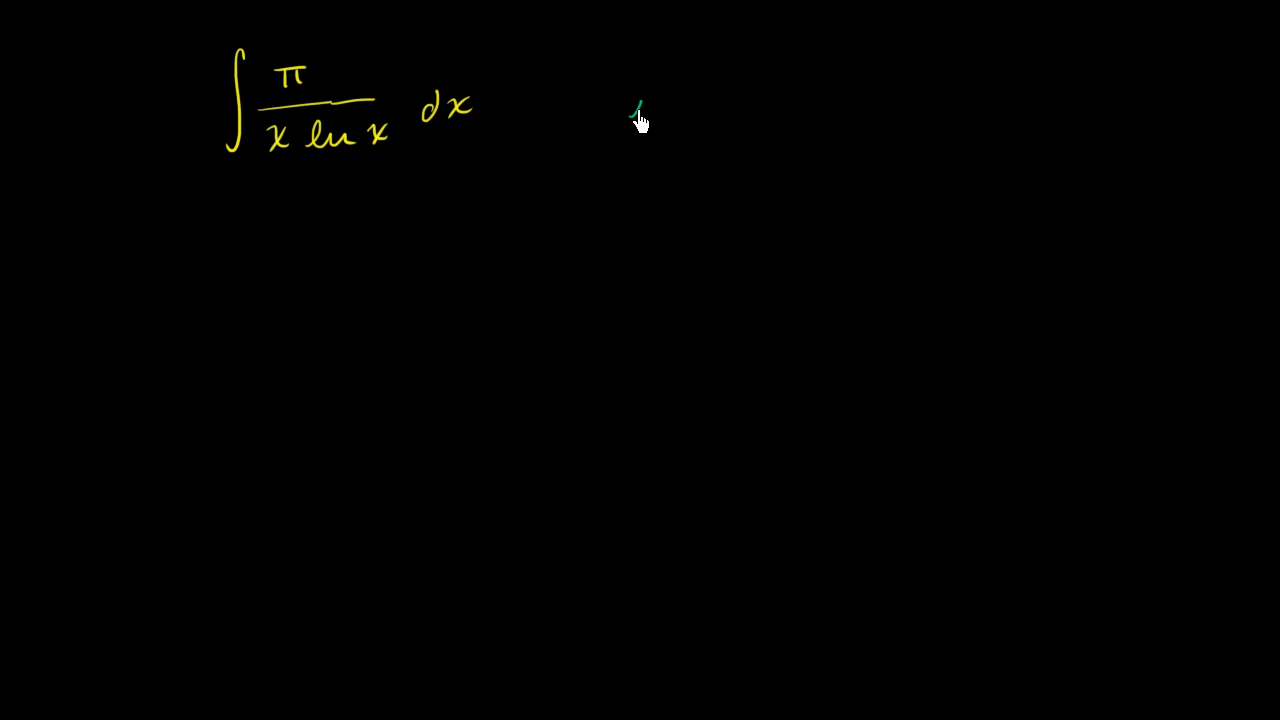 ∫ π / (x ln x) dx